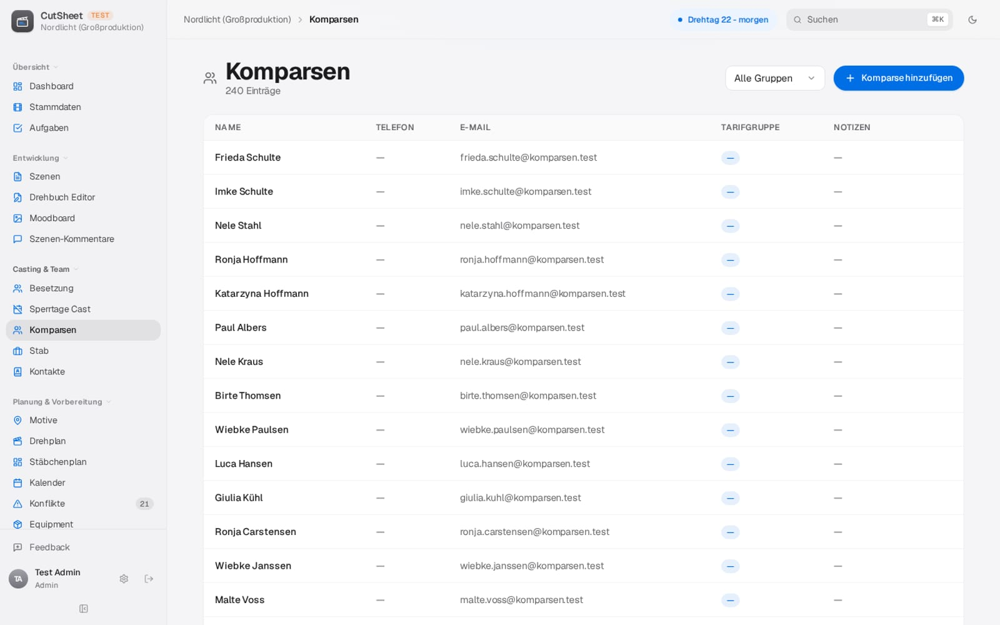 CutSheet TEST
Nordlicht (Großproduktion)
Übersicht
Dashboard
Stammdaten
Aufgaben
Entwicklung
Szenen
Drehbuch Editor
Moodboard
Szenen-Kommentare
Casting & Team
Besetzung
Sperrtage Cast
Komparsen
Stab
Kontakte
Planung & Vorbereitung
Motive
Drehplan
Stäbchenplan
Kalender
Konflikte 21
Equipment
Feedback
TA Test Admin
Admin
Nordlicht (Großproduktion) > Komparsen Drehtag 22 - morgen Suchen ⌘K
Komparsen
240 Einträge
Alle Gruppen + Komparse hinzufügen
NAME TELEFON E-MAIL TARIFGRUPPE NOTIZEN
Frieda Schulte — frieda.schulte@komparsen.test — —
Imke Schulte — imke.schulte@komparsen.test — —
Nele Stahl — nele.stahl@komparsen.test — —
Ronja Hoffmann — ronja.hoffmann@komparsen.test — —
Katarzyna Hoffmann — katarzyna.hoffmann@komparsen.test — —
Paul Albers — paul.albers@komparsen.test — —
Nele Kraus — nele.kraus@komparsen.test — —
Birte Thomsen — birte.thomsen@komparsen.test — —
Wiebke Paulsen — wiebke.paulsen@komparsen.test — —
Luca Hansen — luca.hansen@komparsen.test — —
Giulia Kühl — giulia.kuhl@komparsen.test — —
Ronja Carstensen — ronja.carstensen@komparsen.test — —
Wiebke Janssen — wiebke.janssen@komparsen.test — —
Malte Voss — malte.voss@komparsen.test — —